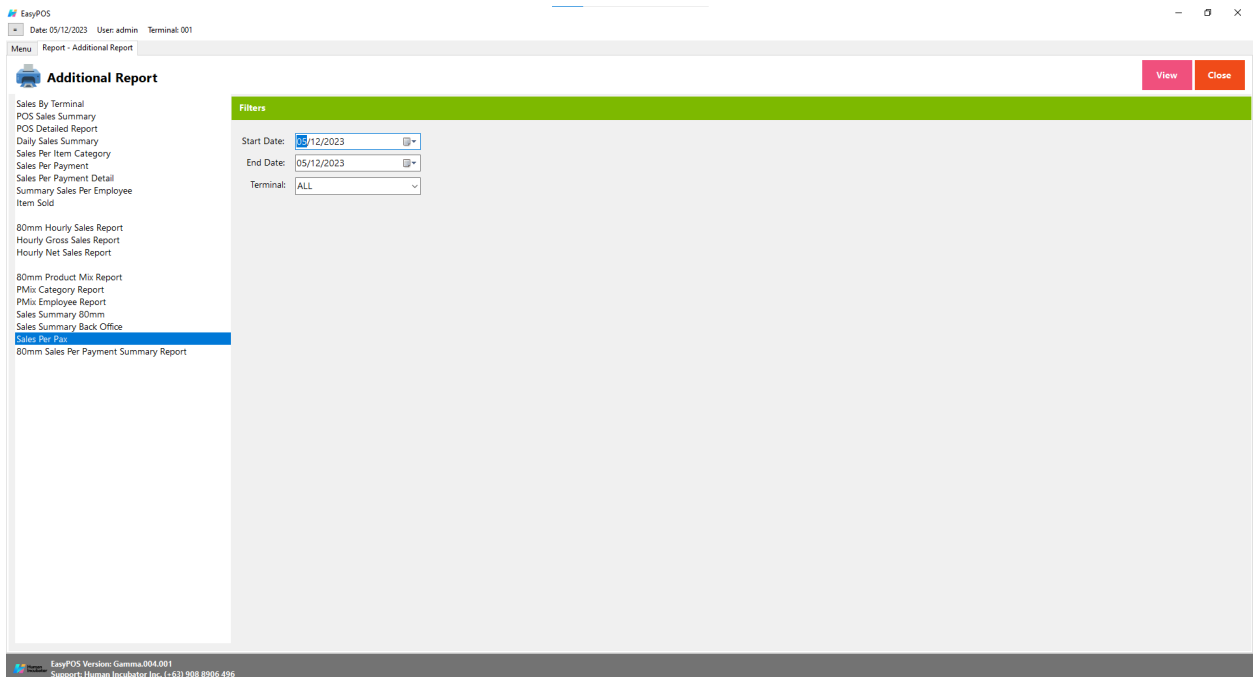 EasyPOS
Date: 05/12/2023 User: admin Terminal: 001
Menu Report - Additional Report
Additional Report
View Close
Sales By Terminal
POS Sales Summary
POS Detailed Report
Daily Sales Summary
Sales Per Item Category
Sales Per Payment
Sales Per Payment Detail
Summary Sales Per Employee
Item Sold
80mm Hourly Sales Report
Hourly Gross Sales Report
Hourly Net Sales Report
80mm Product Mix Report
PMix Category Report
PMix Employee Report
Sales Summary 80mm
Sales Summary Back Office
Sales Per Pax
80mm Sales Per Payment Summary Report
Filters
Start Date: 05/12/2023
End Date: 05/12/2023
Terminal: ALL
Human
Incubator
EasyPOS Version: Gamma.004.001
Support: Human Incubator Inc. (+63) 908 8906 496